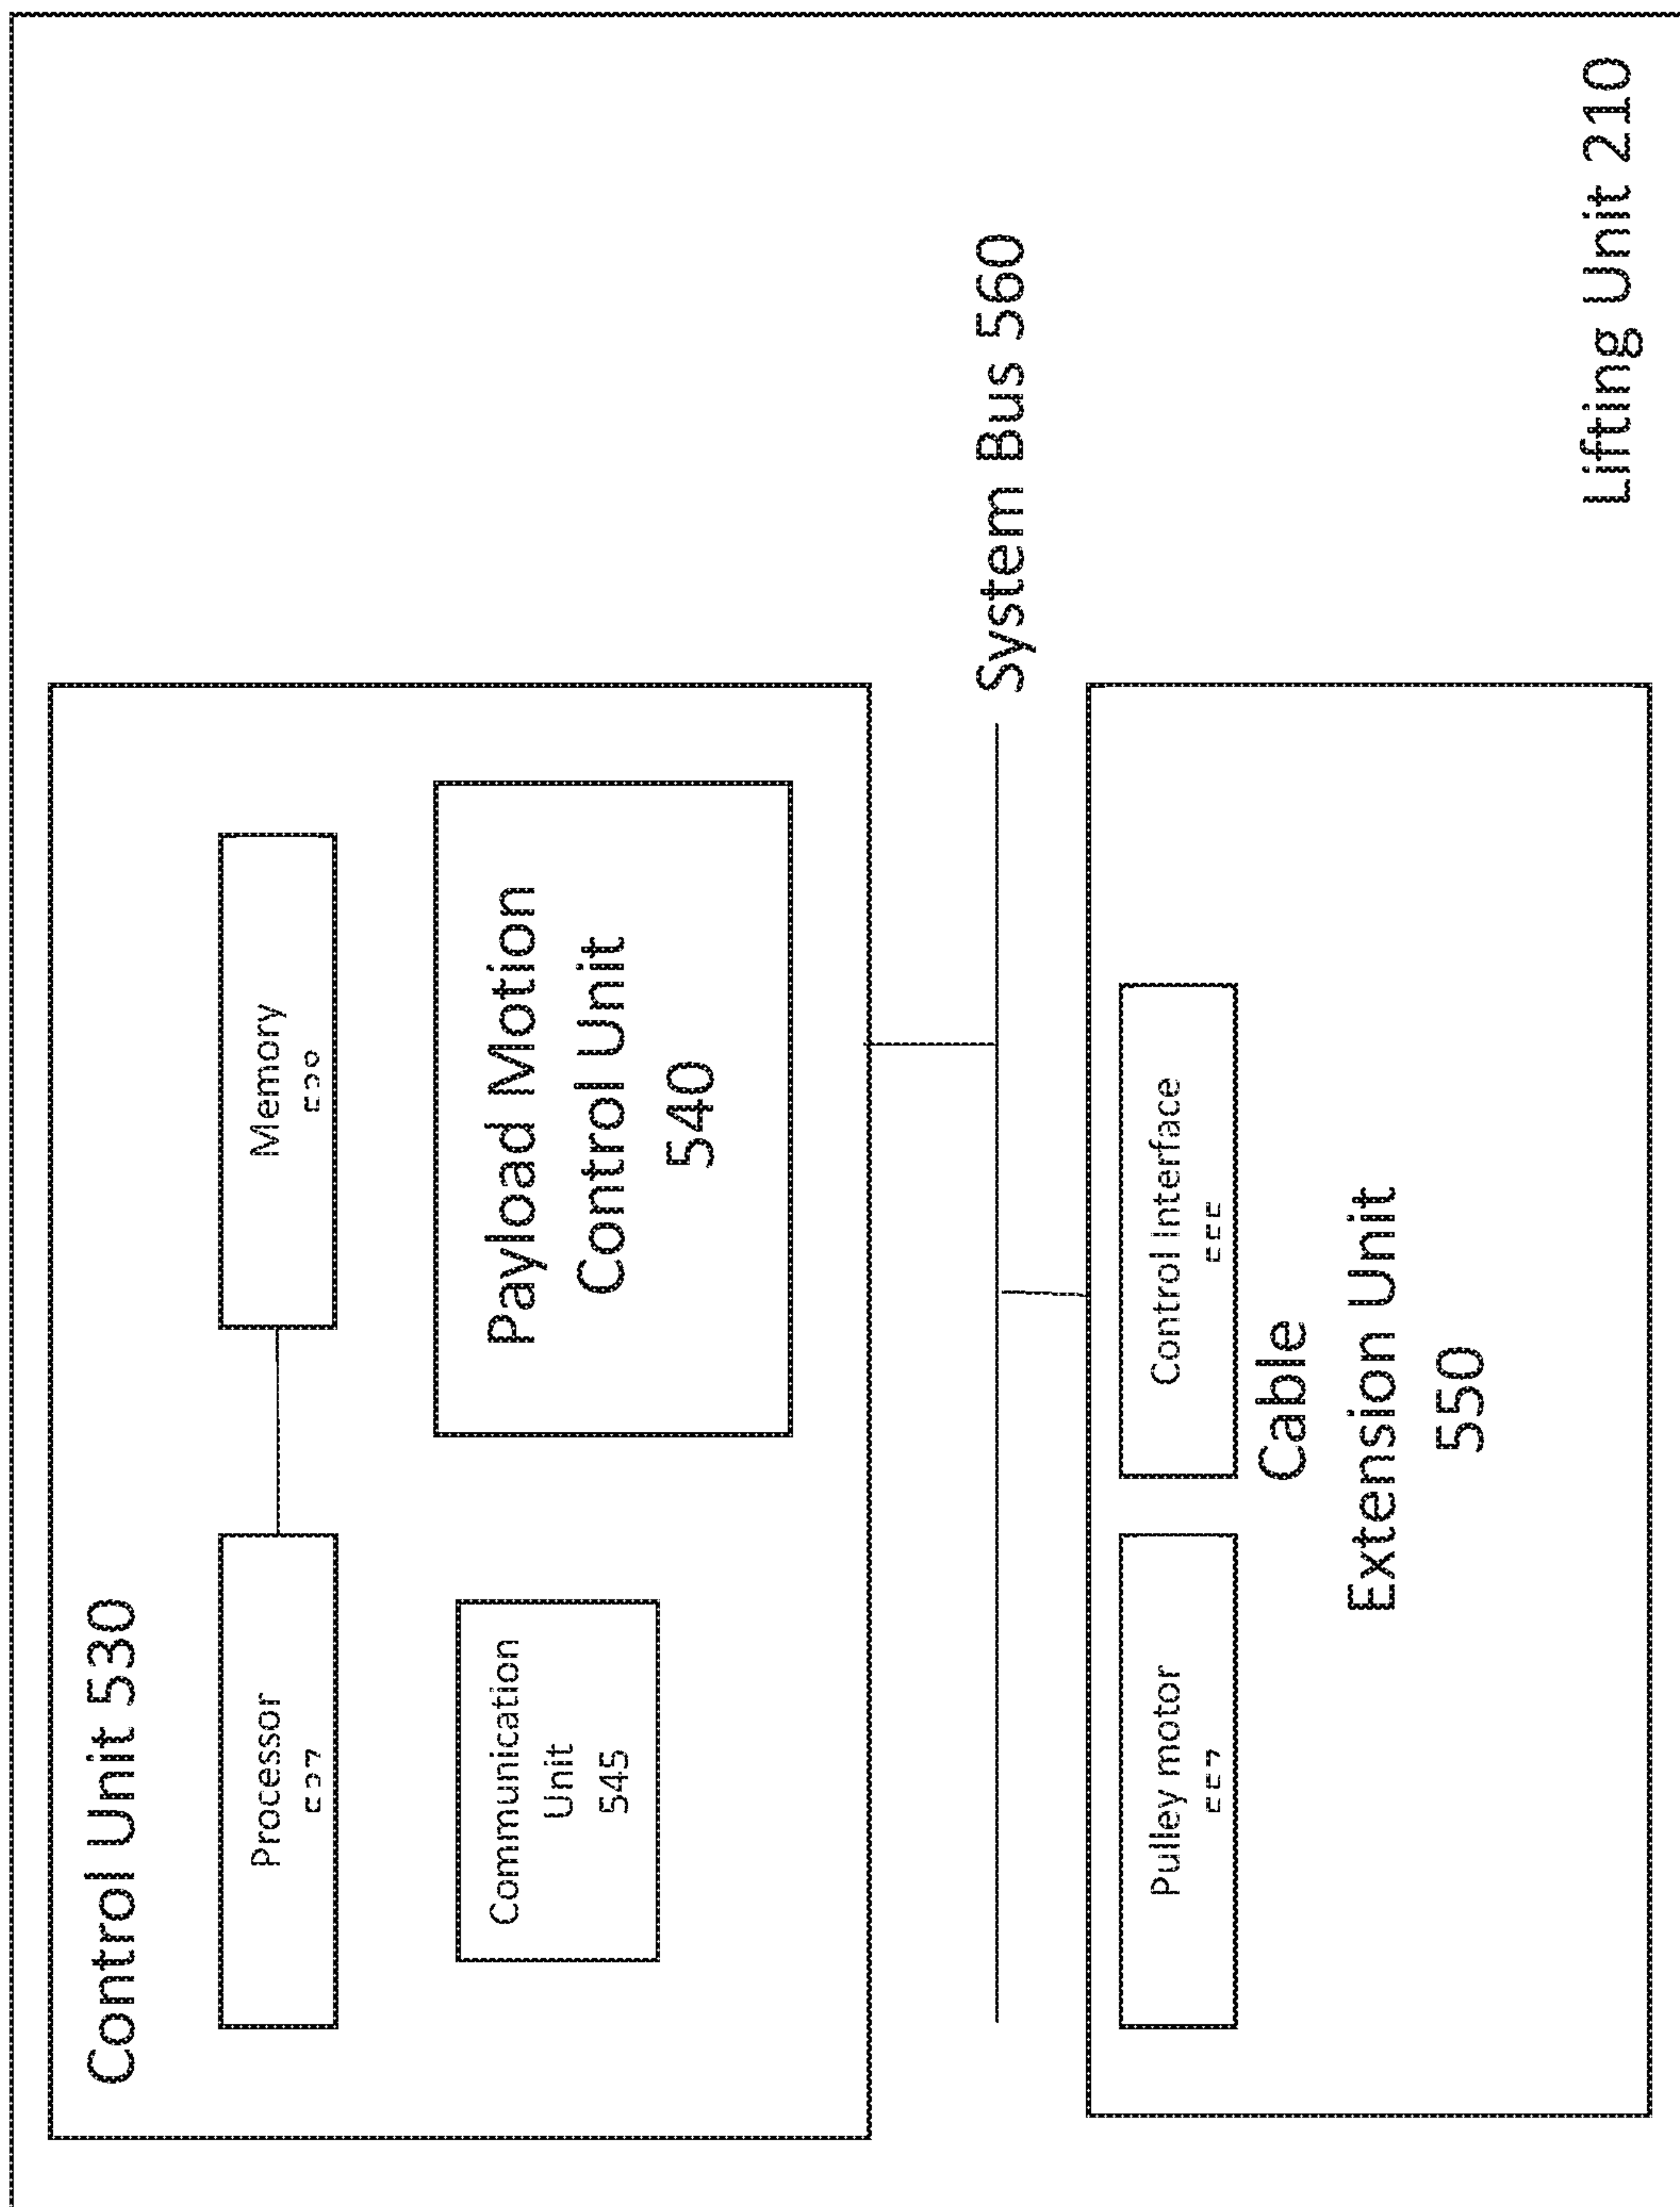 Control Unit 530
Processor
Memory
Communication
Unit
545
Payload Motion
Control Unit
540
System Bus 560
Pulley motor
Control Interface
Cable
Extension Unit
550
Lifting Unit 210